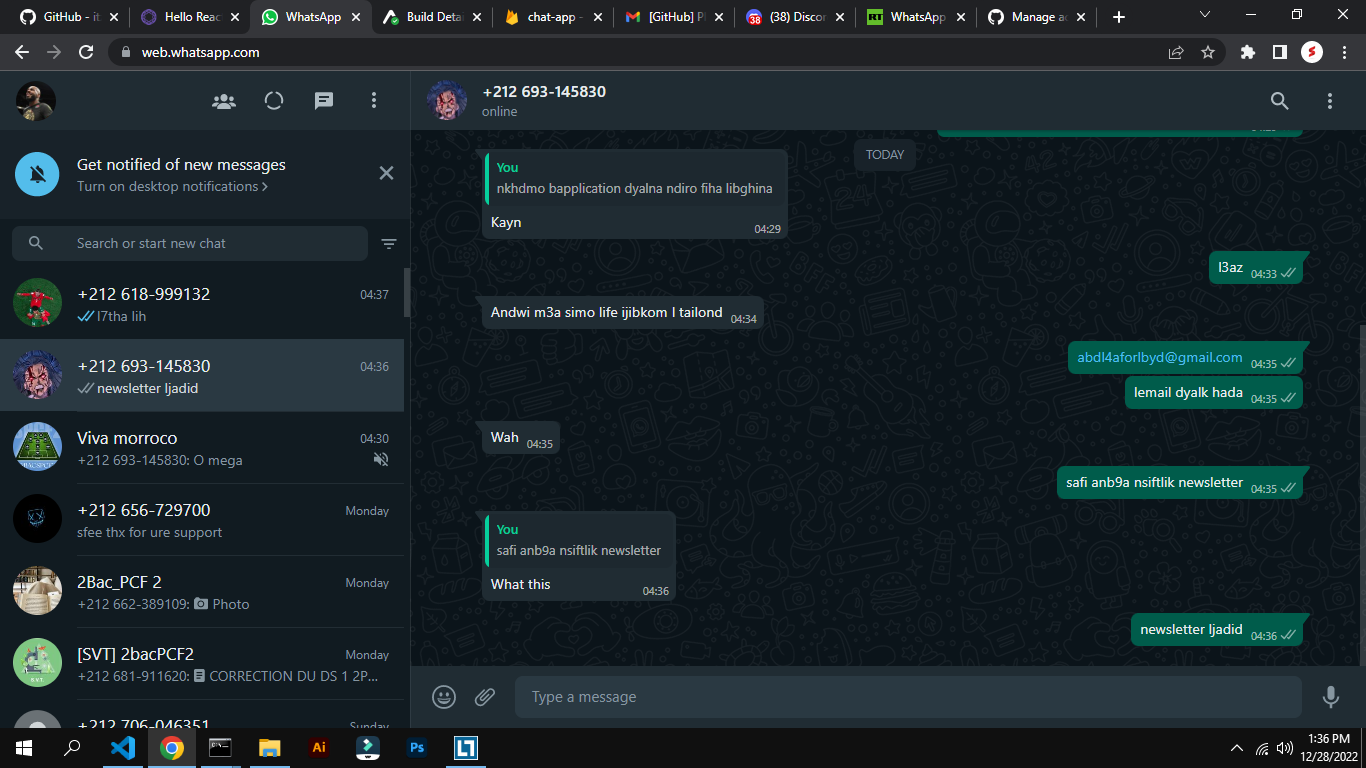 GitHub - it
Hello Reac
WhatsApp
Build Deta
chat-app -
[GitHub] Pl
(38) Discor
WhatsApp
Manage ac
web.whatsapp.com
Get notified of new messages
Turn on desktop notifications
Search or start new chat
+212 618-999132
04:37
l7tha lih
+212 693-145830
04:36
newsletter ljadid
Viva morroco
04:30
+212 693-145830: O mega
+212 656-729700
Monday
sfee thx for ure support
2Bac_PCF 2
Monday
+212 662-389109: Photo
[SVT] 2bacPCF2
Monday
+212 681-911620: CORRECTION DU DS 1 2P...
+212 706-046351
Sunday
+212 693-145830
online
TODAY
You
nkhdmo bapplication dyalna ndiro fiha libghina
Kayn
04:29
l3az
04:33
Andwi m3a simo life ijibkom l tailond
04:34
abdl4aforlbyd@gmail.com
04:35
lemail dyalk hada
04:35
Wah
04:35
safi anb9a nsiftlik newsletter
04:35
You
safi anb9a nsiftlik newsletter
What this
04:36
newsletter ljadid
04:36
Type a message
Ai
Ps
1:36 PM
12/28/2022